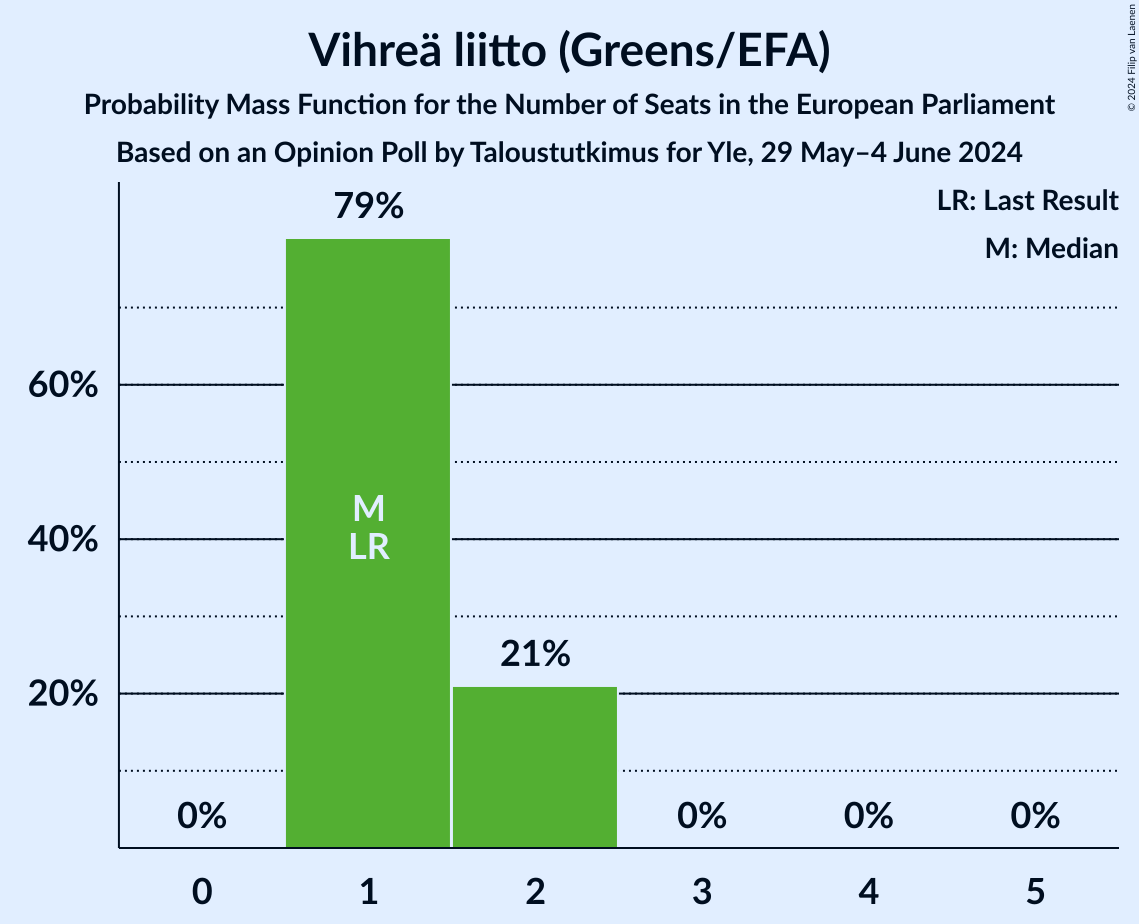 Vihreä liitto (Greens/EFA)
Probability Mass Function for the Number of Seats in the European Parliament
Based on an Opinion Poll by Taloustutkimus for Yle, 29 May–4 June 2024
© 2024 Filip van Laenen
LR: Last Result
M: Median
79%
60%
M
40%
LR
21%
20%
0%
0%
0%
0%
0
1
2
3
4
5